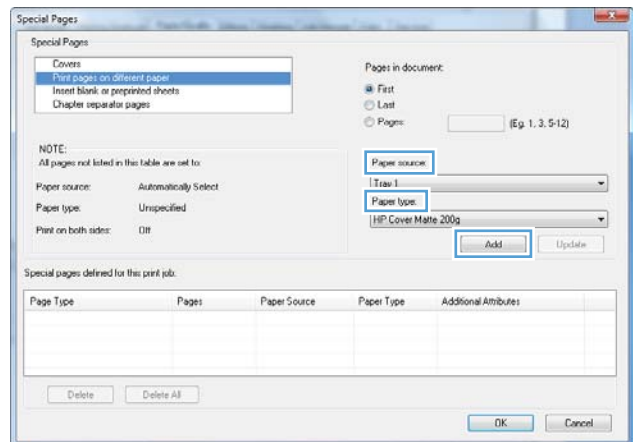 Special Pages
Special Pages
Covers
Print pages on different paper
Insert blank or preprinted sheets
Chapter separator pages
Pages in document:
First
Last
Pages: (Eg. 1, 3, 5-12)
NOTE:
All pages not listed in this table are set to:
Paper source: Automatically Select
Paper type: Unspecified
Print on both sides: Off
Paper source:
Tray 1
Paper type:
HP Cover Matte 200g
Add Update
Special pages defined for this print job:
Page Type Pages Paper Source Paper Type Additional Attributes
Delete Delete All
OK Cancel